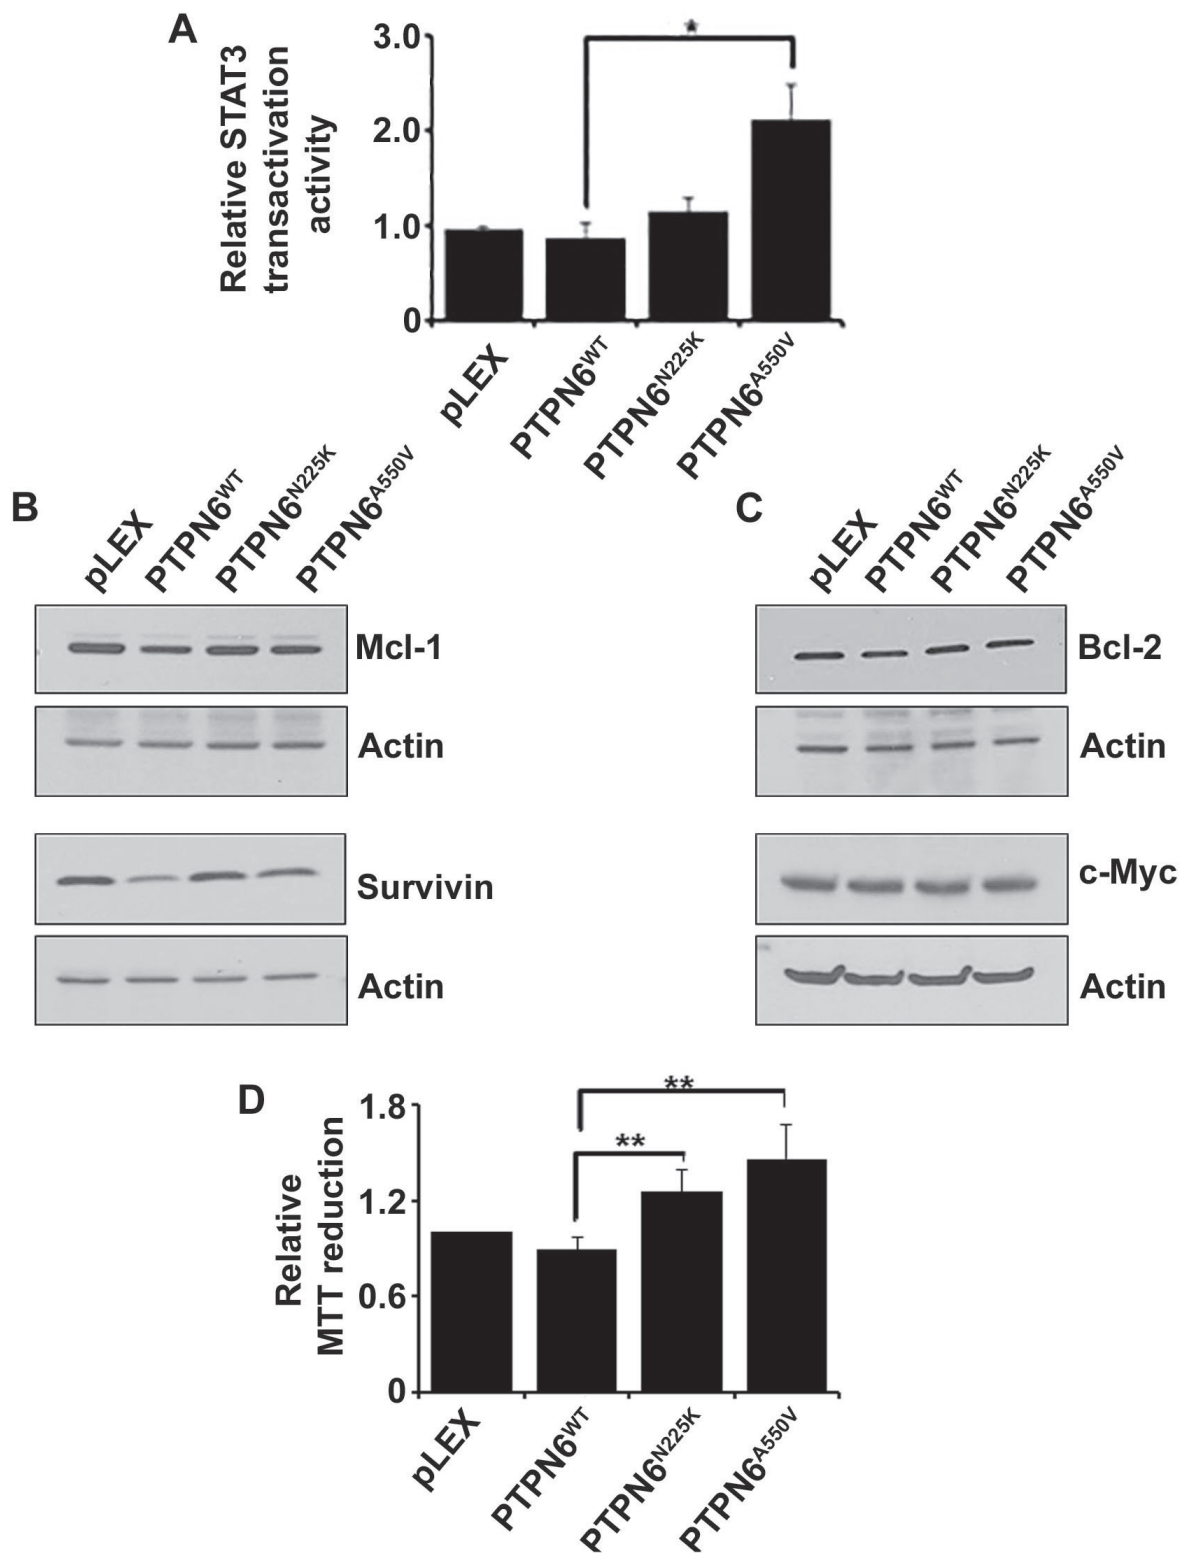 A
Relative STAT3
transactivation
activity
3.0
2.0
1.0
0
*
pLEX
PTPN6WT
PTPN6N225K
PTPN6A550V
B
pLEX
PTPN6WT
PTPN6N225K
PTPN6A550V
Mcl-1
Actin
Survivin
Actin
C
pLEX
PTPN6WT
PTPN6N225K
PTPN6A550V
Bcl-2
Actin
c-Myc
Actin
D
Relative
MTT reduction
1.8
1.2
0.6
0
**
**
pLEX
PTPN6WT
PTPN6N225K
PTPN6A550V